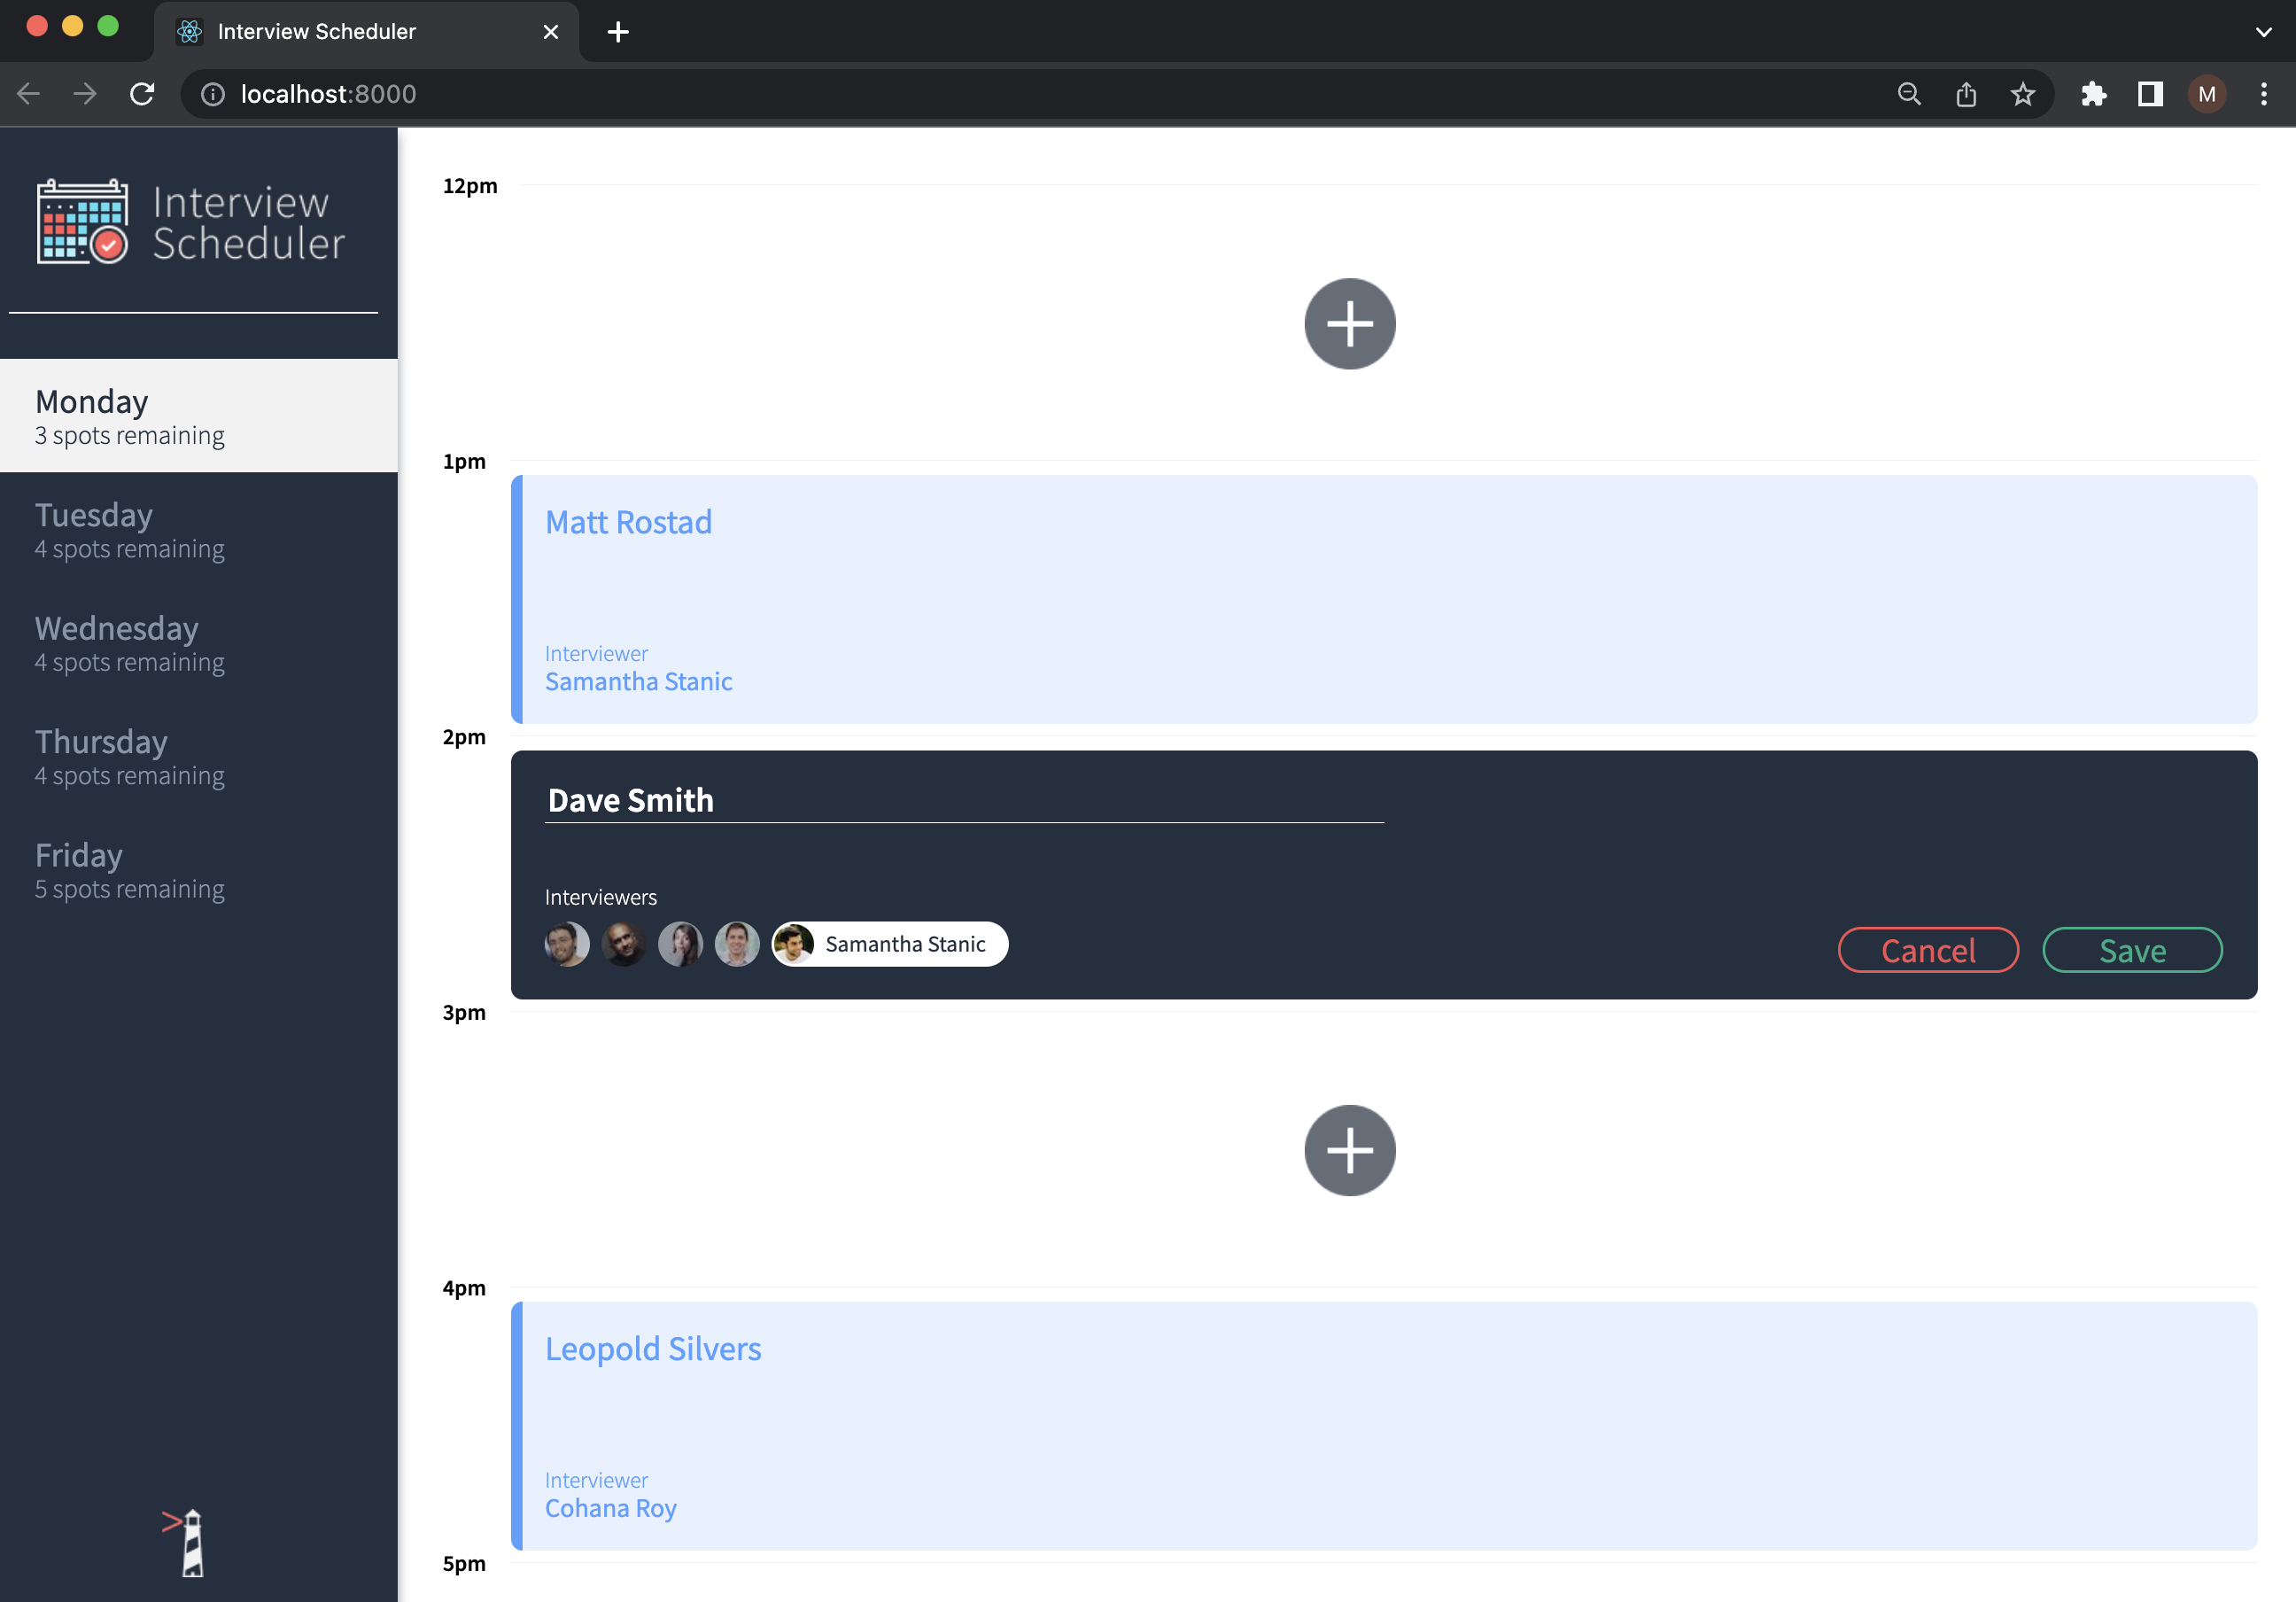 Interview Scheduler
localhost:8000
M
Interview
Scheduler
Monday
3 spots remaining
Tuesday
4 spots remaining
Wednesday
4 spots remaining
Thursday
4 spots remaining
Friday
5 spots remaining
12pm
1pm
Matt Rostad
Interviewer
Samantha Stanic
2pm
Dave Smith
Interviewers
Samantha Stanic
Cancel Save
3pm
4pm
Leopold Silvers
Interviewer
Cohana Roy
5pm